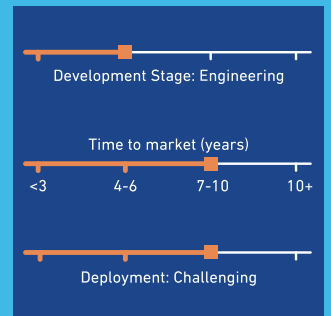 Development Stage: Engineering
Time to market (years)
<3 4-6 7-10 10+
Deployment: Challenging